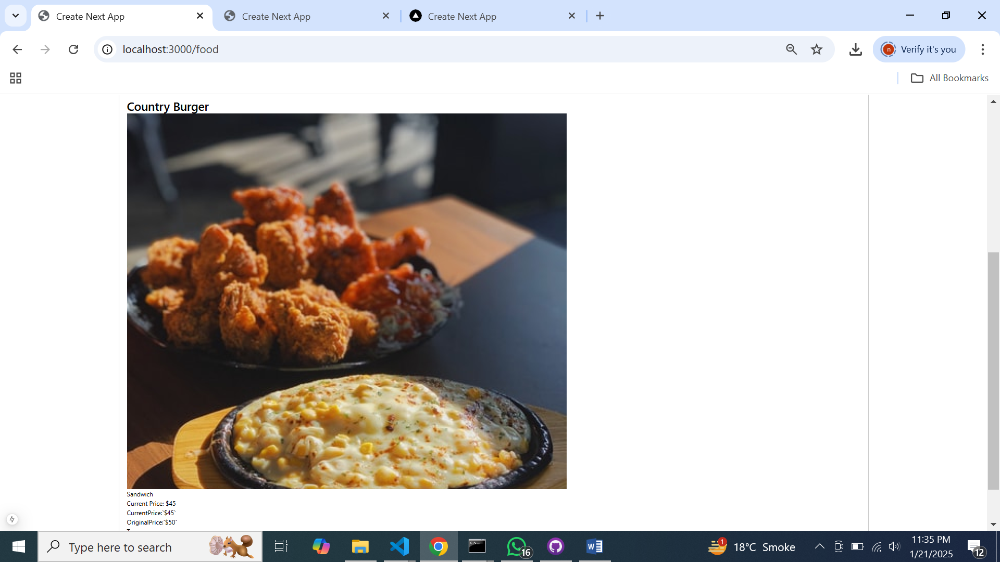 Create Next App
Create Next App
Create Next App
localhost:3000/food
n
Verify it's you
All Bookmarks
Country Burger
Sandwich
Current Price: $45
CurrentPrice:`$45`
OriginalPrice:`$50`
Type here to search
16
1
18°C Smoke
11:35 PM
1/21/2025
12